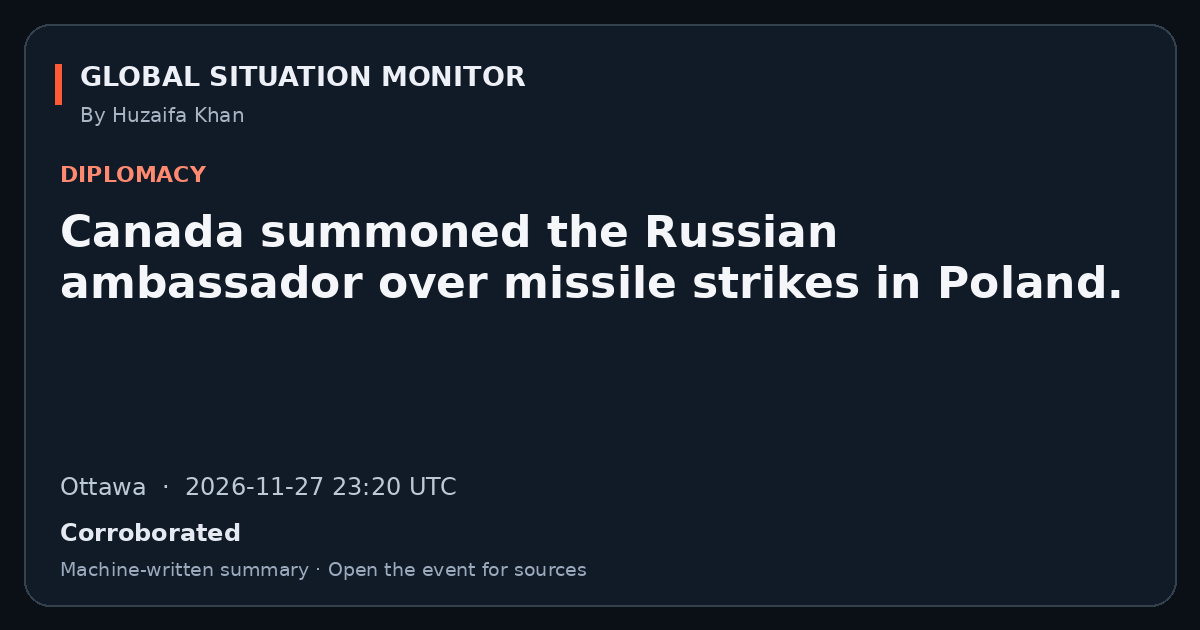 GLOBAL SITUATION MONITOR
By Huzaifa Khan
DIPLOMACY
Canada summoned the Russian
ambassador over missile strikes in Poland.
Ottawa · 2026-11-27 23:20 UTC
Corroborated
Machine-written summary · Open the event for sources